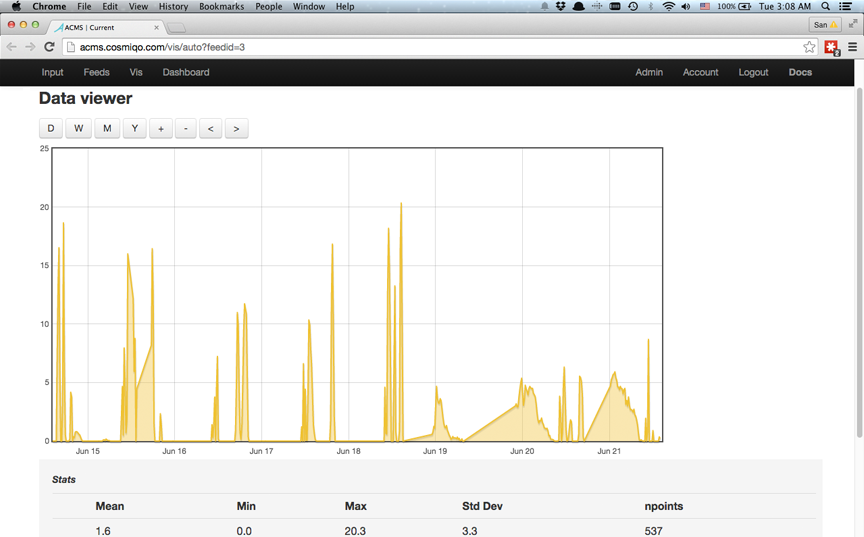 Chrome File Edit View History Bookmarks People Window Help 100% Tue 3:08 AM
ACMS | Current San
acms.cosmiqo.com/vis/auto?feedid=3 2
Input Feeds Vis Dashboard Admin Account Logout Docs
Data viewer
D W M Y + - < >
25
20
15
10
5
0
Jun 15 Jun 16 Jun 17 Jun 18 Jun 19 Jun 20 Jun 21
Stats
Mean Min Max Std Dev npoints
1.6 0.0 20.3 3.3 537